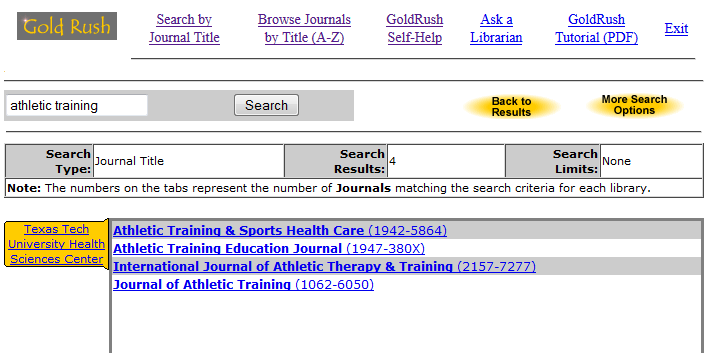 Gold Rush
Search by
Journal Title
Browse Journals
by Title (A-Z)
GoldRush
Self-Help
Ask a
Librarian
GoldRush
Tutorial (PDF)
Exit
athletic training
Search
Back to
Results
More Search
Options
Search
Type:
Journal Title
Search
Results:
4
Search
Limits:
None
Note: The numbers on the tabs represent the number of Journals matching the search criteria for each library.
Texas Tech
University Health
Sciences Center
Athletic Training & Sports Health Care (1942-5864)
Athletic Training Education Journal (1947-380X)
International Journal of Athletic Therapy & Training (2157-7277)
Journal of Athletic Training (1062-6050)